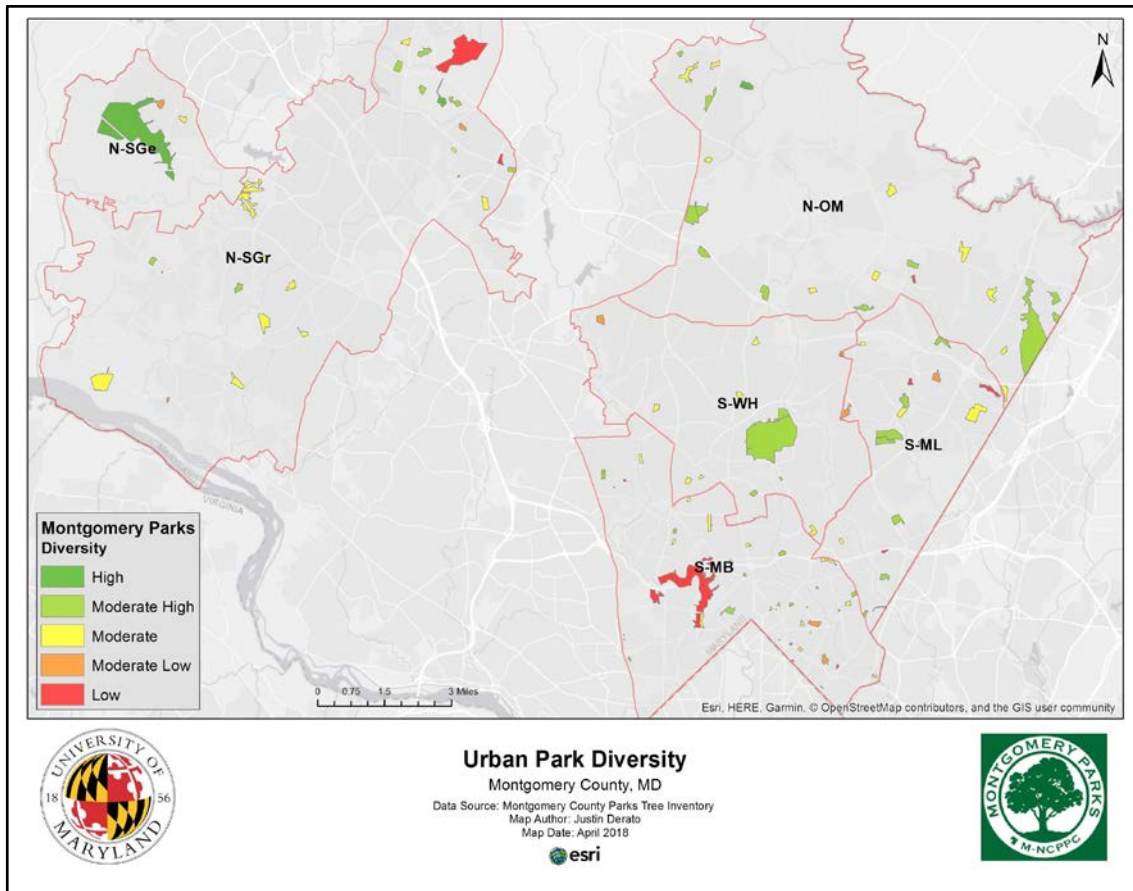 N
N-SGe
N-OM
N-SGr
S-WH
S-ML
MARYLAND
VIRGINIA
S-MB
MARYLAND
Montgomery Parks
Diversity
High
Moderate High
Moderate
Moderate Low
Low
0 0.75 1.5 3 Miles
Esri, HERE, Garmin, © OpenStreetMap contributors, and the GIS user community
UNIVERSITY OF
18 56
MARYLAND
Urban Park Diversity
Montgomery County, MD
Data Source: Montgomery County Parks Tree Inventory
Map Author: Justin Derato
Map Date: April 2018
esri
MONTGOMERY PARKS
M-NCPPC